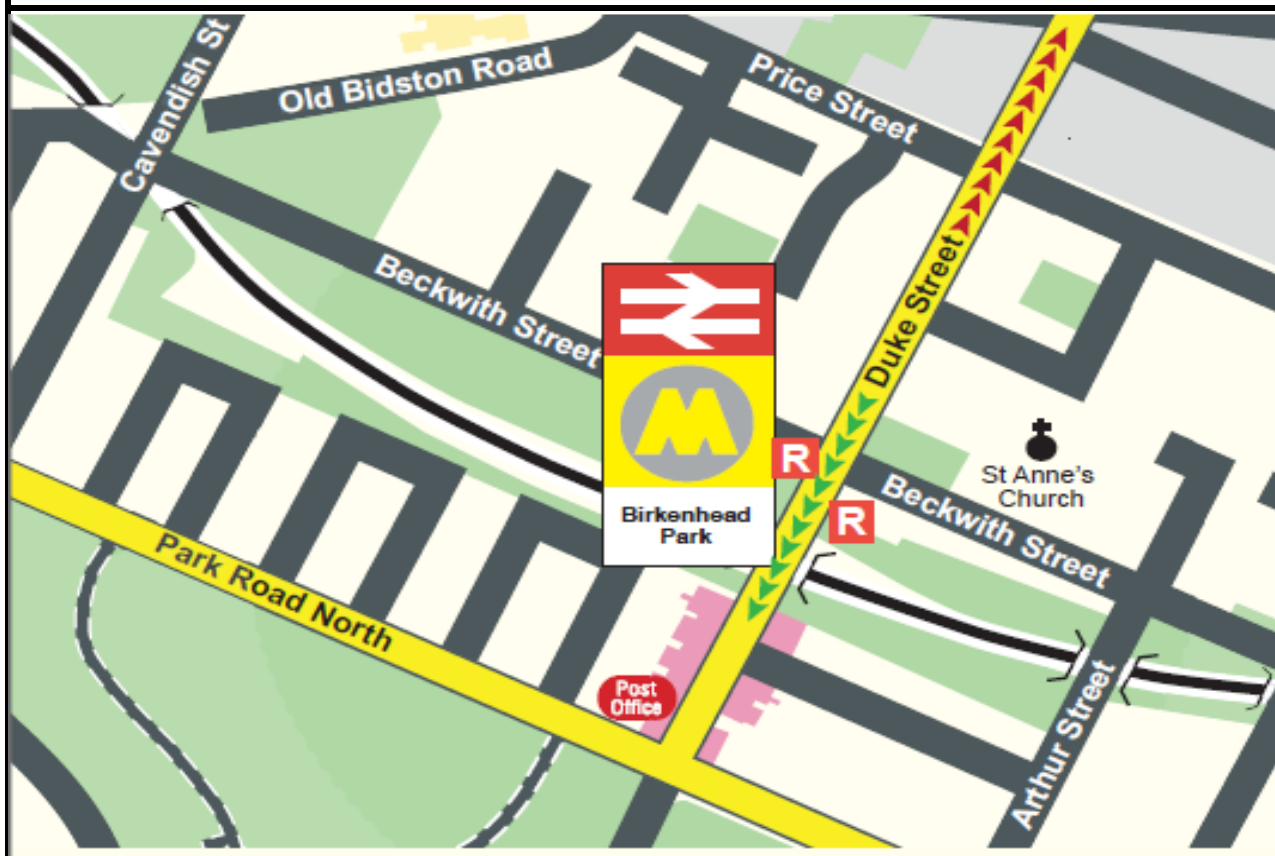 Cavendish St
Old Bidston Road
Price Street
Beckwith Street
Duke Street
M
Birkenhead
Park
R
R
St Anne's
Church
Beckwith Street
Park Road North
Post
Office
Arthur Street